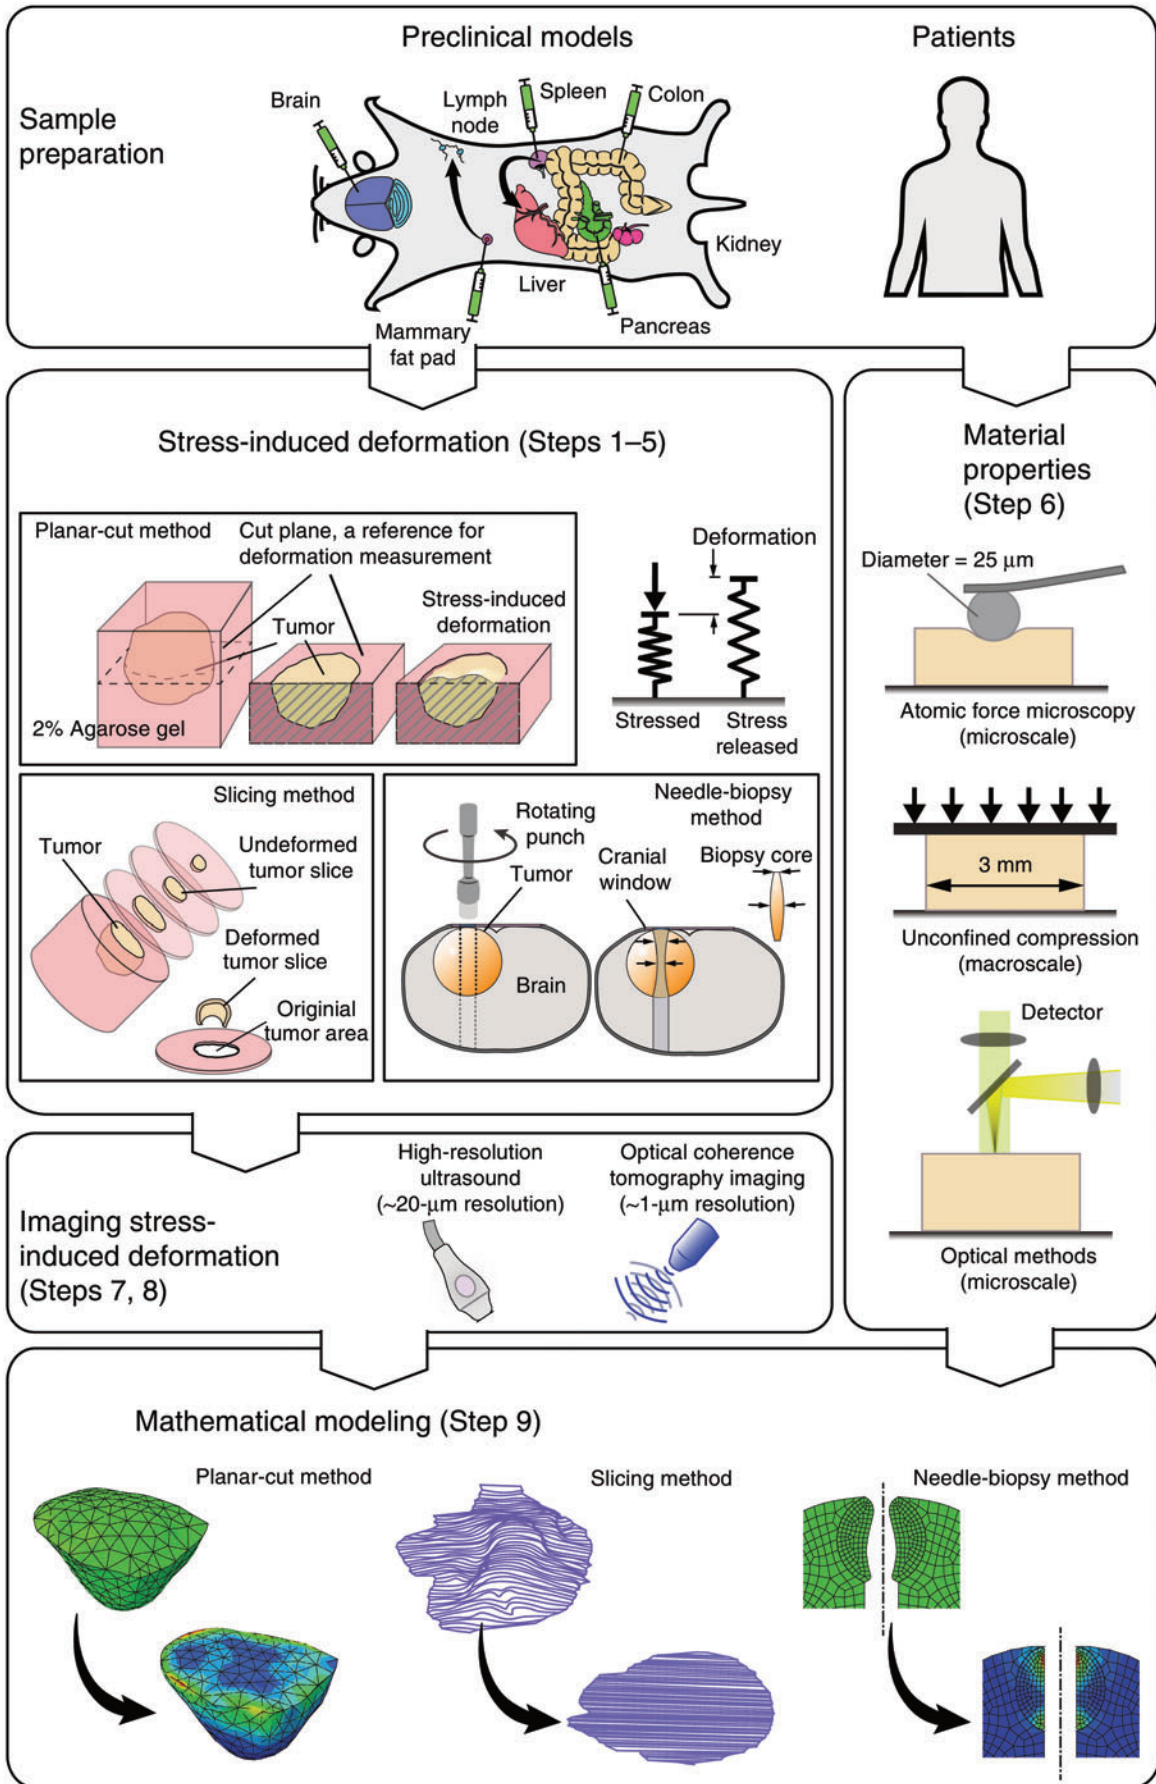 Preclinical models
Patients
Sample
preparation
Brain
Lymph
node
Spleen
Colon
Kidney
Liver
Pancreas
Mammary
fat pad
Stress-induced deformation (Steps 1–5)
Planar-cut method
Cut plane, a reference for
deformation measurement
Tumor
Stress-induced
deformation
2% Agarose gel
Deformation
Stressed
Stress
released
Slicing method
Tumor
Undeformed
tumor slice
Deformed
tumor slice
Originial
tumor area
Needle-biopsy
method
Rotating
punch
Tumor
Cranial
window
Biopsy core
Brain
Material
properties
(Step 6)
Diameter = 25 μm
Atomic force microscopy
(microscale)
3 mm
Unconfined compression
(macroscale)
Detector
Optical methods
(microscale)
Imaging stress-
induced deformation
(Steps 7, 8)
High-resolution
ultrasound
(~20-μm resolution)
Optical coherence
tomography imaging
(~1-μm resolution)
Mathematical modeling (Step 9)
Planar-cut method
Slicing method
Needle-biopsy method